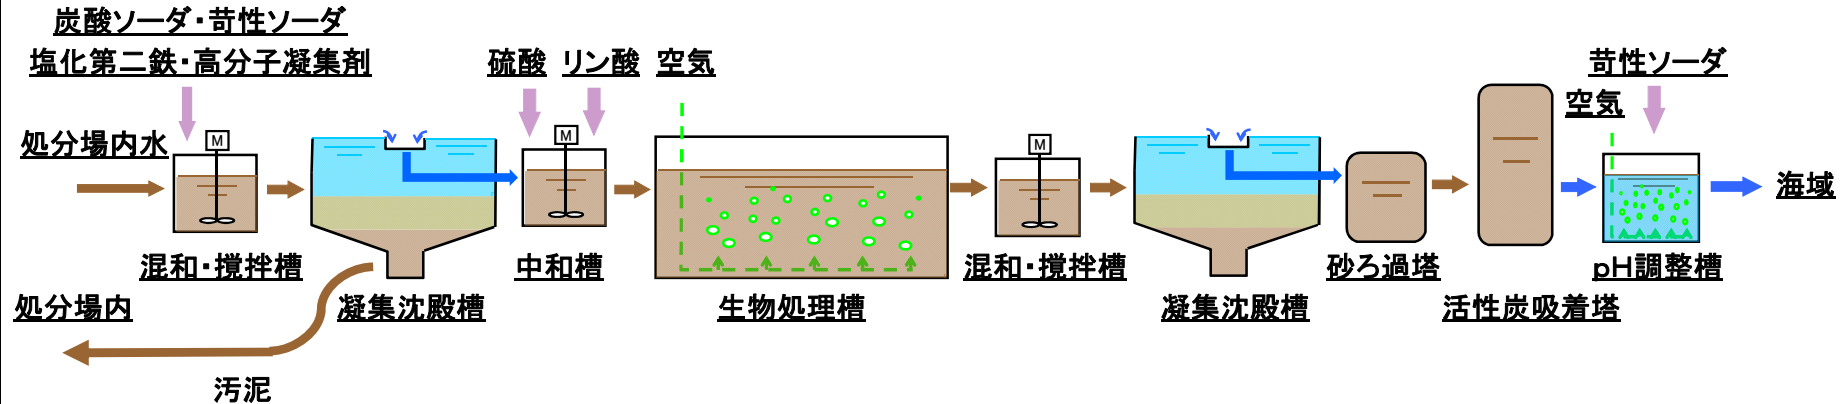 炭酸ソーダ・苛性ソーダ
塩化第二鉄・高分子凝集剤
硫酸
リン酸
空気
苛性ソーダ
空気
処分場内水
M
M
M
海域
混和・撹拌槽
中和槽
混和・撹拌槽
砂ろ過塔
pH調整槽
処分場内
凝集沈殿槽
生物処理槽
凝集沈殿槽
活性炭吸着塔
汚泥